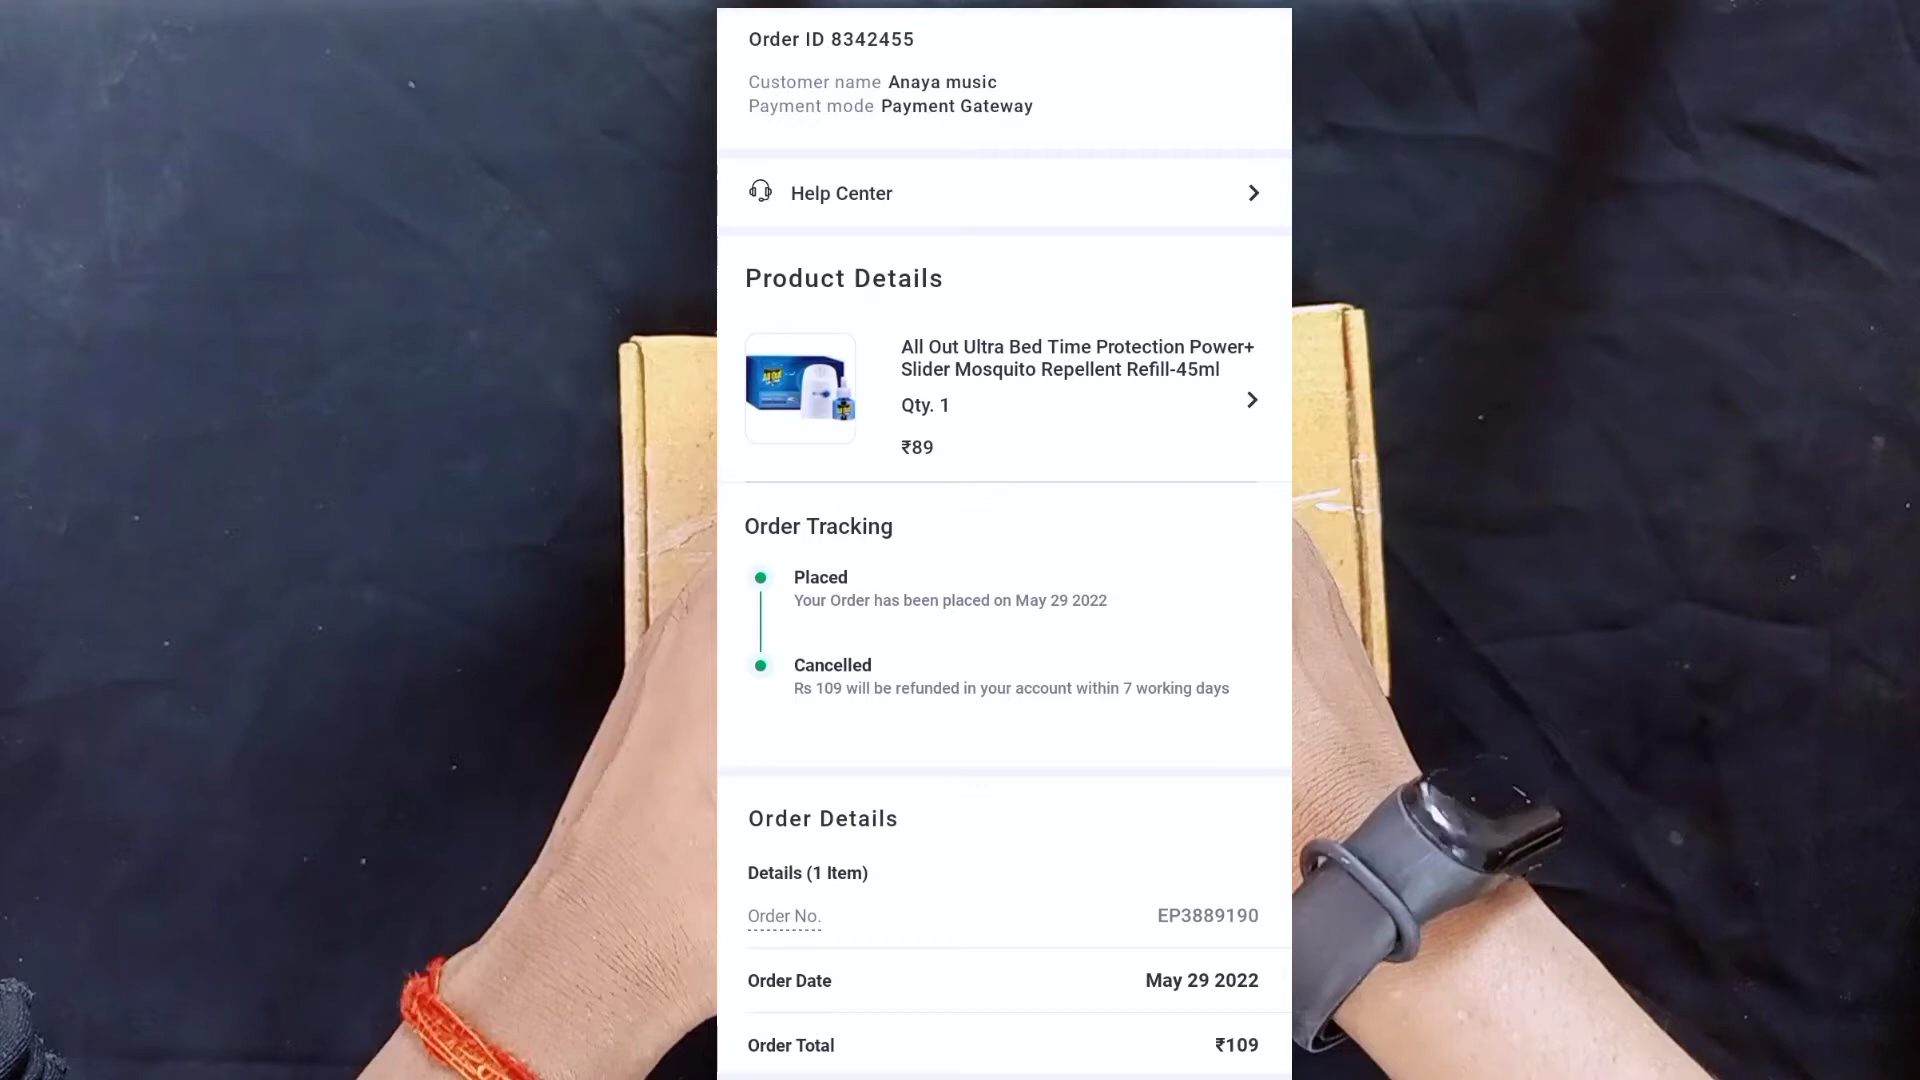 Order ID 8342455
Customer name Anaya music
Payment mode Payment Gateway
Help Center
Product Details
All Out Ultra Bed Time Protection Power+
Slider Mosquito Repellent Refill-45ml
Qty. 1
₹89
All Out
Order Tracking
Placed
Your Order has been placed on May 29 2022
Cancelled
Rs 109 will be refunded in your account within 7 working days
Order Details
Details (1 Item)
Order No. EP3889190
Order Date May 29 2022
Order Total ₹109